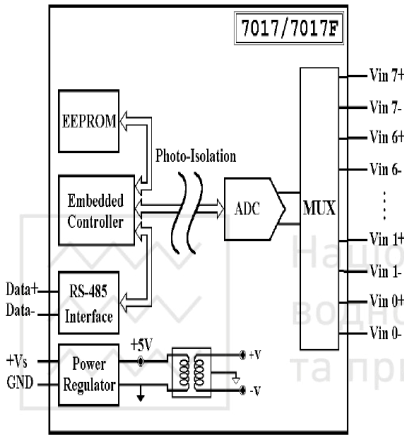 7017/7017F
EEPROM
Photo-Isolation
Embedded
Controller
ADC
MUX
Vin 7+
Vin 7-
Vin 6+
Vin 6-
Vin 1+
Vin 1-
Vin 0+
Vin 0-
Data+
Data-
RS-485
Interface
+Vs
GND
Power
Regulator
+5V
+V
-V
та